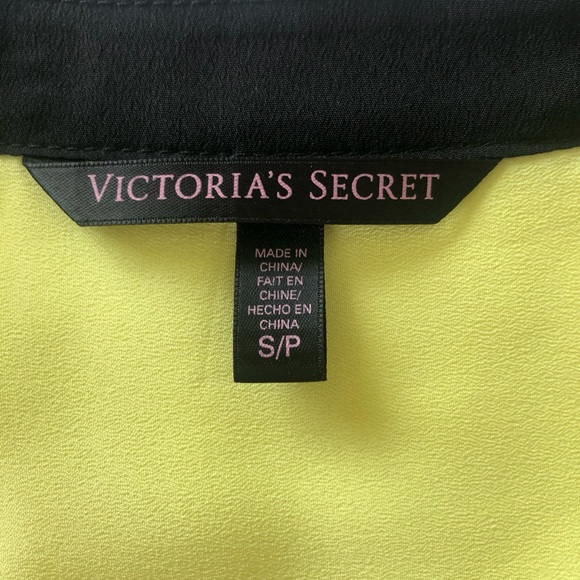 VICTORIA'S SECRET
MADE IN
CHINA/
FAIT EN
CHINE/
HECHO EN
CHINA
S/P